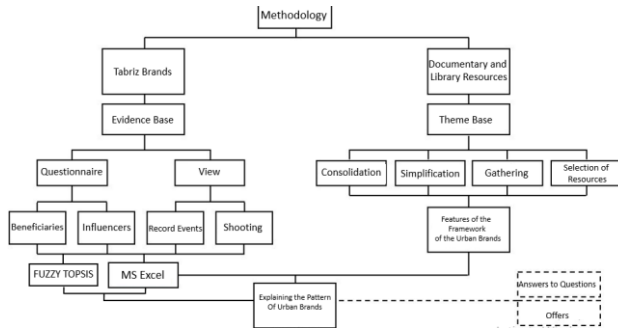 Methodology
Tabriz Brands
Documentary and
Library Resources
Evidence Base
Theme Base
Questionnaire
View
Consolidation
Simplification
Gathering
Selection of
Resources
Beneficiaries
Influencers
Record Events
Shooting
Features of the
Framework
of the Urban Brands
FUZZY TOPSIS
MS Excel
Explaining the Pattern
Of Urban Brands
Answers to Questions
Offers